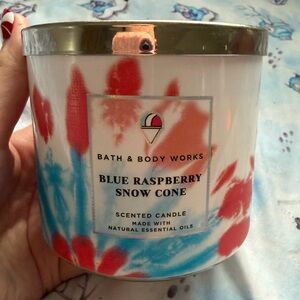 BATH & BODY WORKS
BLUE RASPBERRY
SNOW CONE
SCENTED CANDLE
MADE WITH
NATURAL ESSENTIAL OILS